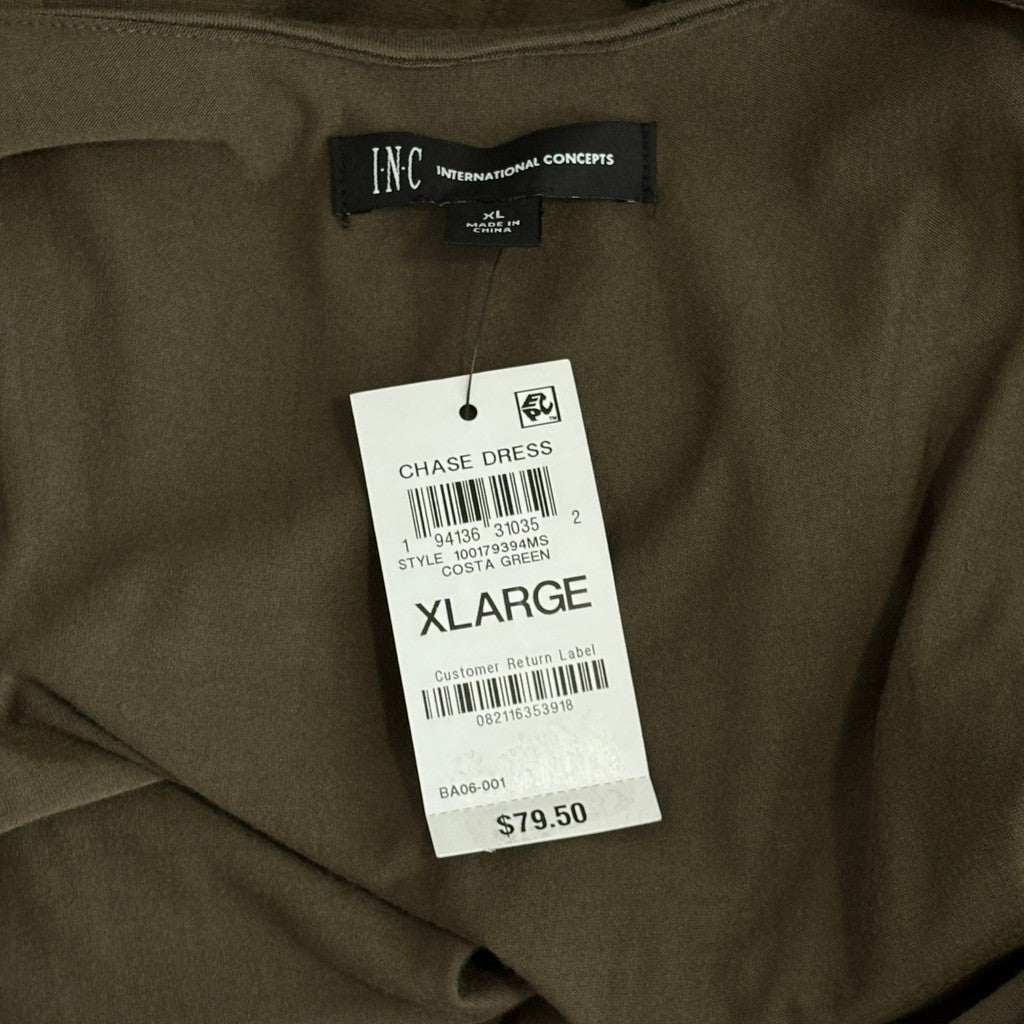 I·N·C INTERNATIONAL CONCEPTS
XL
MADE IN
CHINA
EPC™
CHASE DRESS
1 94136 31035 2
STYLE 100179394MS
COSTA GREEN
XLARGE
Customer Return Label
082116353918
BA06-001
$79.50